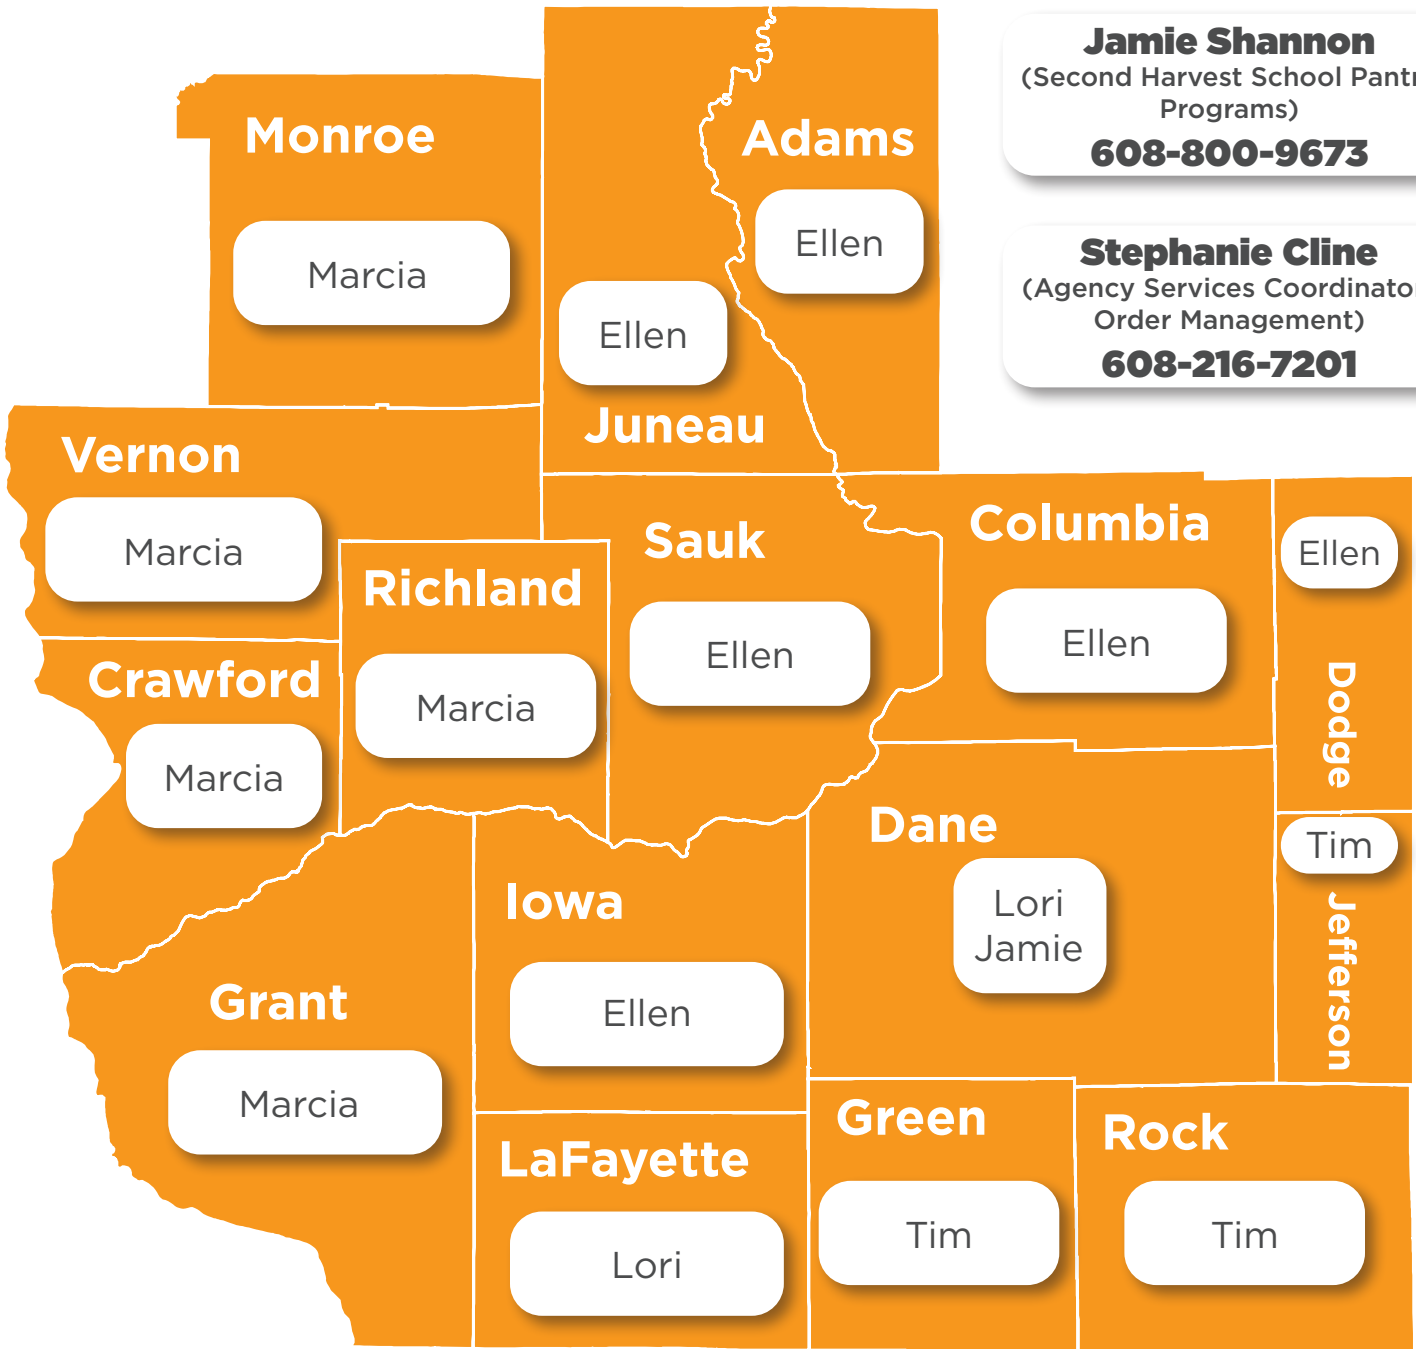 Jamie Shannon
(Second Harvest School Pantr
Programs)
608-800-9673
Stephanie Cline
(Agency Services Coordinato
Order Management)
608-216-7201
Monroe
Marcia
Adams
Ellen
Ellen
Juneau
Vernon
Marcia
Richland
Marcia
Sauk
Ellen
Columbia
Ellen
Ellen
Dodge
Crawford
Marcia
Dane
Lori
Jamie
Tim
Jefferson
Iowa
Ellen
Grant
Marcia
LaFayette
Lori
Green
Tim
Rock
Tim